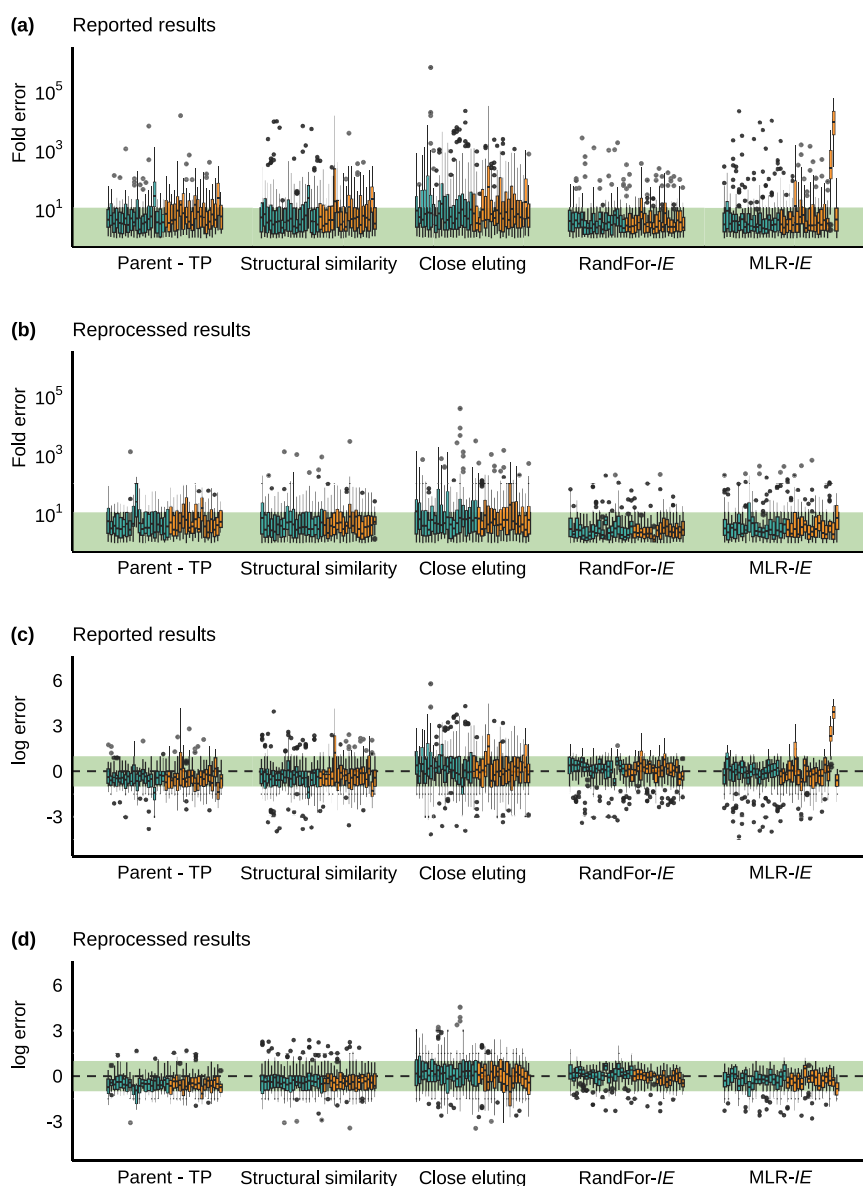 (a) Reported results
Fold error
10^5
10^3
10^1
Parent - TP Structural similarity Close eluting RandFor-IE MLR-IE
(b) Reprocessed results
Fold error
10^5
10^3
10^1
Parent - TP Structural similarity Close eluting RandFor-IE MLR-IE
(c) Reported results
log error
6
3
0
-3
Parent - TP Structural similarity Close eluting RandFor-IE MLR-IE
(d) Reprocessed results
log error
6
3
0
-3
Parent - TP Structural similarity Close eluting RandFor-IE MLR-IE